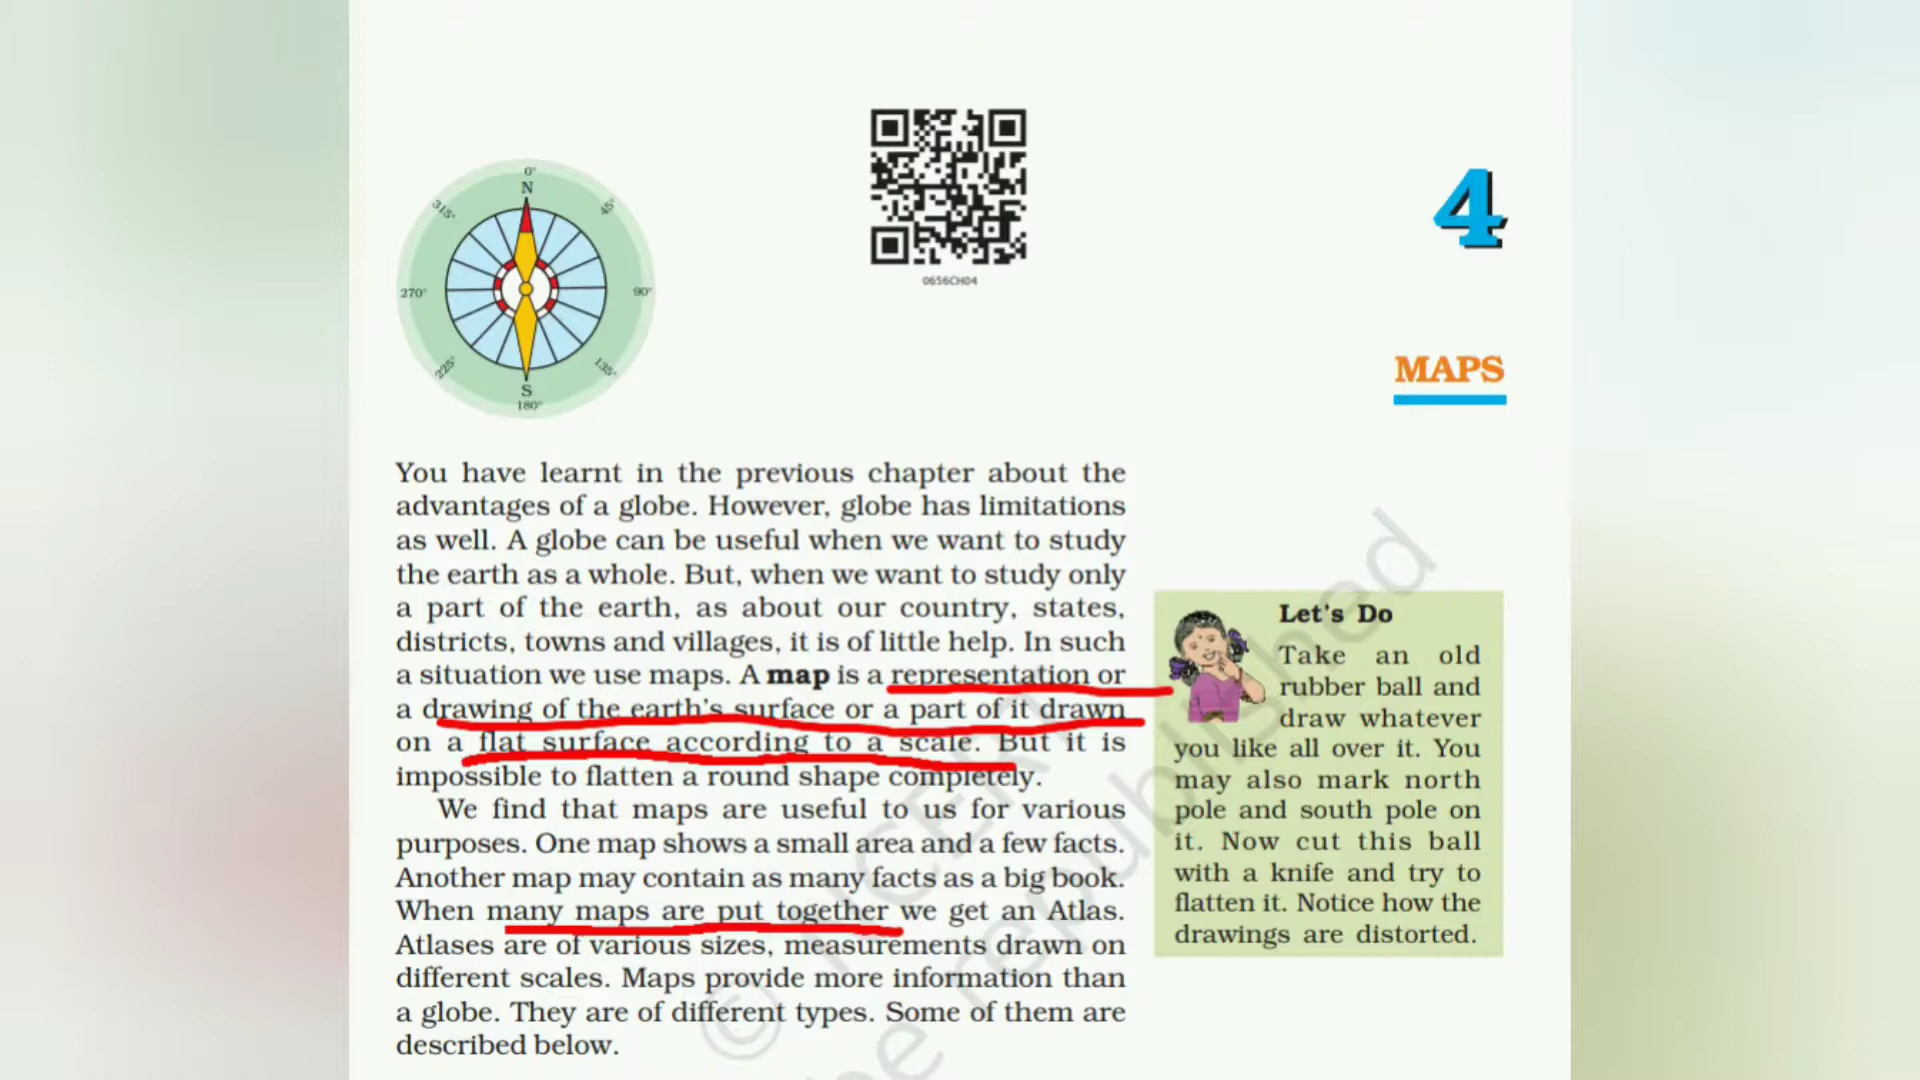 0°
N
315°
45°
270°
90°
225°
135°
S
180°
0656CH04
4
MAPS
You have learnt in the previous chapter about the
advantages of a globe. However, globe has limitations
as well. A globe can be useful when we want to study
the earth as a whole. But, when we want to study only
a part of the earth, as about our country, states,
districts, towns and villages, it is of little help. In such
a situation we use maps. A map is a representation or
a drawing of the earth's surface or a part of it drawn
on a flat surface according to a scale. But it is
impossible to flatten a round shape completely.
We find that maps are useful to us for various
purposes. One map shows a small area and a few facts.
Another map may contain as many facts as a big book.
When many maps are put together we get an Atlas.
Atlases are of various sizes, measurements drawn on
different scales. Maps provide more information than
a globe. They are of different types. Some of them are
described below.
Let's Do
Take an old
rubber ball and
draw whatever
you like all over it. You
may also mark north
pole and south pole on
it. Now cut this ball
with a knife and try to
flatten it. Notice how the
drawings are distorted.
© NCERT
be republished